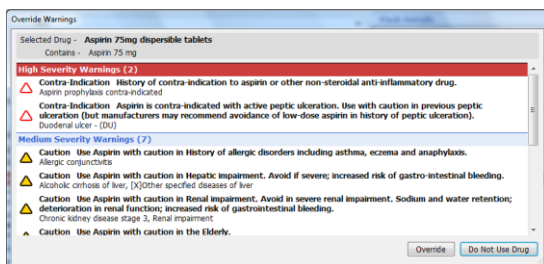 Override Warnings
Selected Drug - Aspirin 75mg dispersible tablets
Contains - Aspirin 75 mg
High Severity Warnings (2)
Contra-Indication History of contra-indication to aspirin or other non-steroidal anti-inflammatory drug.
Aspirin prophylaxis contra-indicated
Contra-Indication Aspirin is contra-indicated with active peptic ulceration. Use with caution in previous peptic
ulceration (but manufacturers may recommend avoidance of low-dose aspirin in history of peptic ulceration).
Duodenal ulcer - (DU)
Medium Severity Warnings (7)
Caution Use Aspirin with caution in History of allergic disorders including asthma, eczema and anaphylaxis.
Allergic conjunctivitis
Caution Use Aspirin with caution in Hepatic impairment. Avoid if severe; increased risk of gastro-intestinal bleeding.
Alcoholic cirrhosis of liver, [X]Other specified diseases of liver
Caution Use Aspirin with caution in Renal impairment. Avoid in severe renal impairment. Sodium and water retention;
deterioration in renal function; increased risk of gastrointestinal bleeding.
Chronic kidney disease stage 3, Renal impairment
Caution Use Aspirin with caution in the Elderly.
Override
Do Not Use Drug